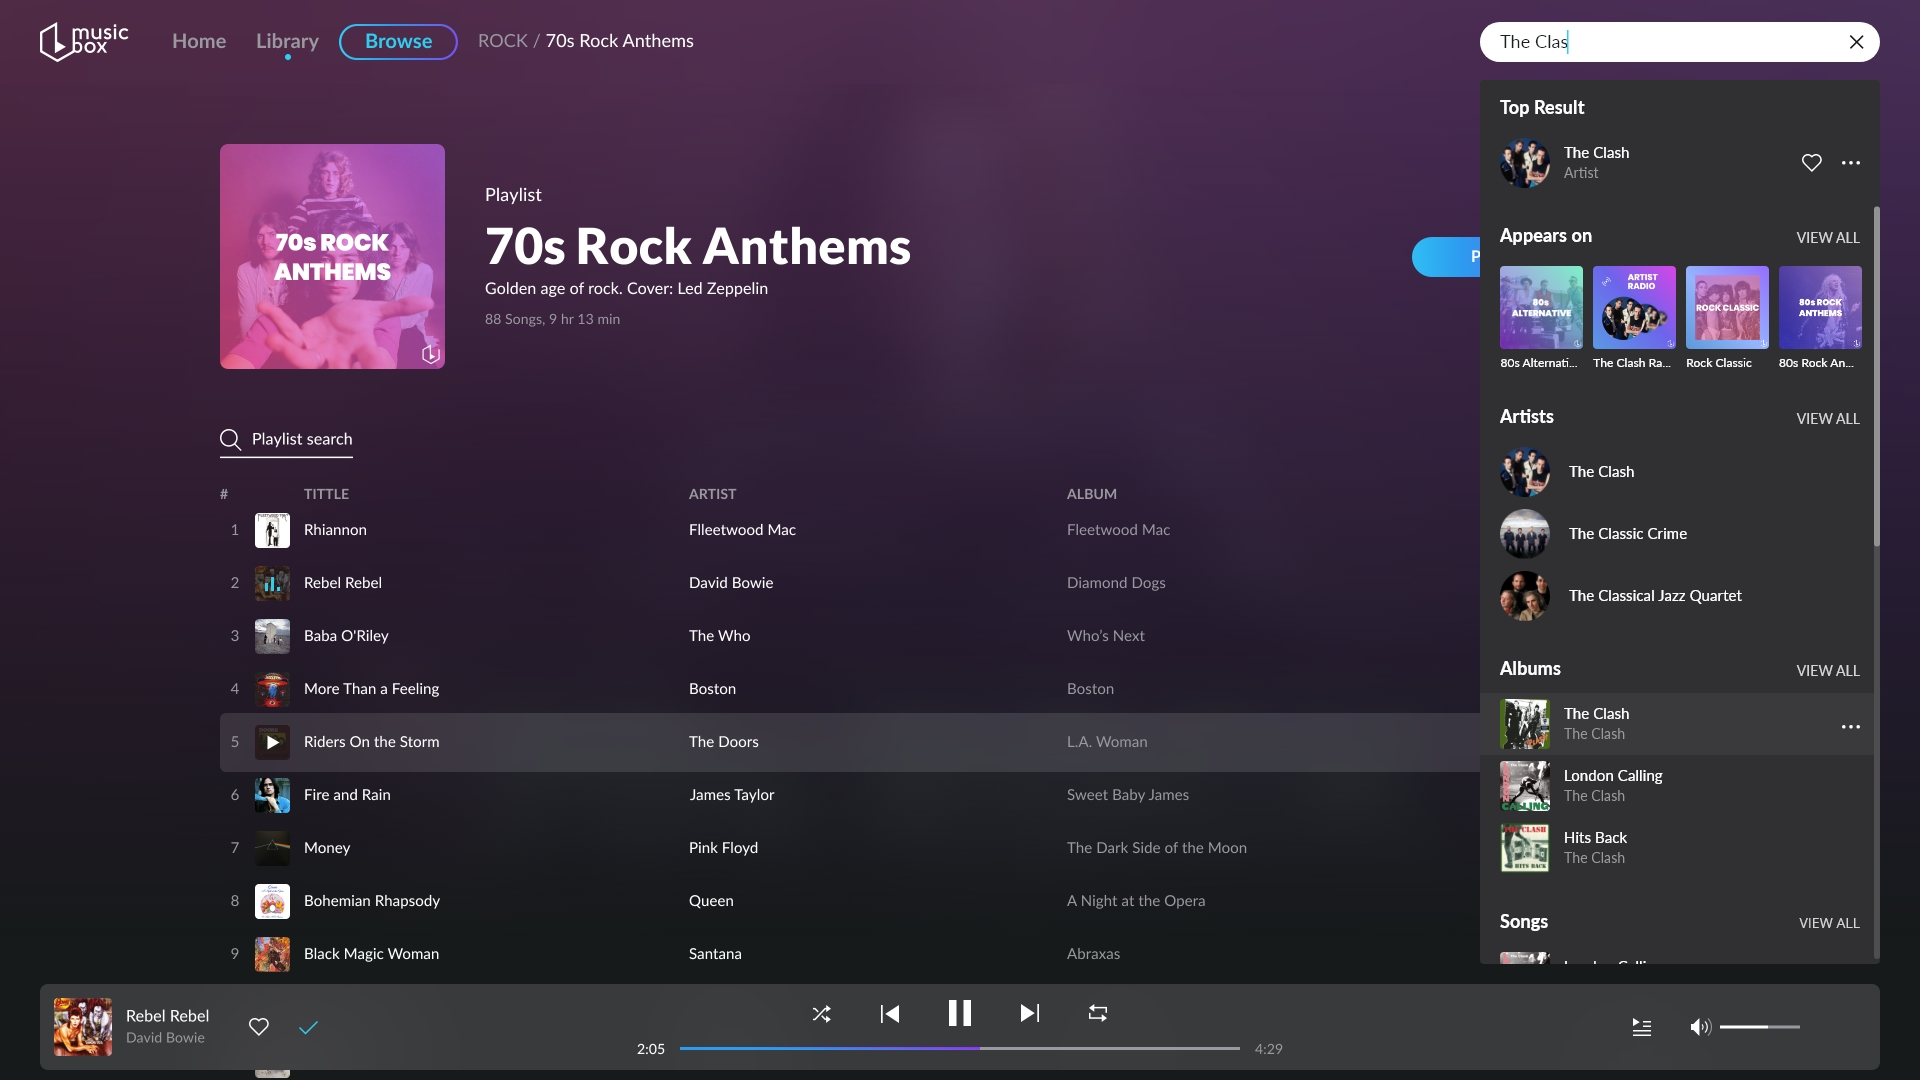 music
box
Home
Library
Browse
ROCK / 70s Rock Anthems
The Clas
70s ROCK
ANTHEMS
Playlist
70s Rock Anthems
Golden age of rock. Cover: Led Zeppelin
88 Songs, 9 hr 13 min
P
Playlist search
# TITTLE ARTIST ALBUM
1 Rhiannon Flleetwood Mac Fleetwood Mac
2 Rebel Rebel David Bowie Diamond Dogs
3 Baba O'Riley The Who Who's Next
4 More Than a Feeling Boston Boston
5 Riders On the Storm The Doors L.A. Woman
6 Fire and Rain James Taylor Sweet Baby James
7 Money Pink Floyd The Dark Side of the Moon
8 Bohemian Rhapsody Queen A Night at the Opera
9 Black Magic Woman Santana Abraxas
Top Result
The Clash
Artist
Appears on VIEW ALL
80s
ALTERNATIVE
ARTIST
RADIO
ROCK CLASSIC
80s ROCK
ANTHEMS
80s Alternati... The Clash Ra... Rock Classic 80s Rock An...
Artists VIEW ALL
The Clash
The Classic Crime
The Classical Jazz Quartet
Albums VIEW ALL
The Clash
The Clash
London Calling
The Clash
CALLING
Hits Back
The Clash
HITS BACK
Songs VIEW ALL
Rebel Rebel
David Bowie
2:05
4:29